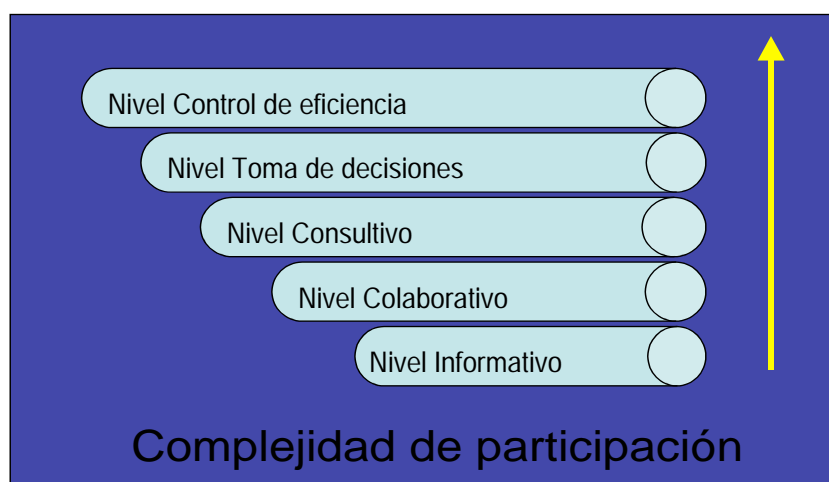 Nivel Control de eficiencia
Nivel Toma de decisiones
Nivel Consultivo
Nivel Colaborativo
Nivel Informativo
Complejidad de participación